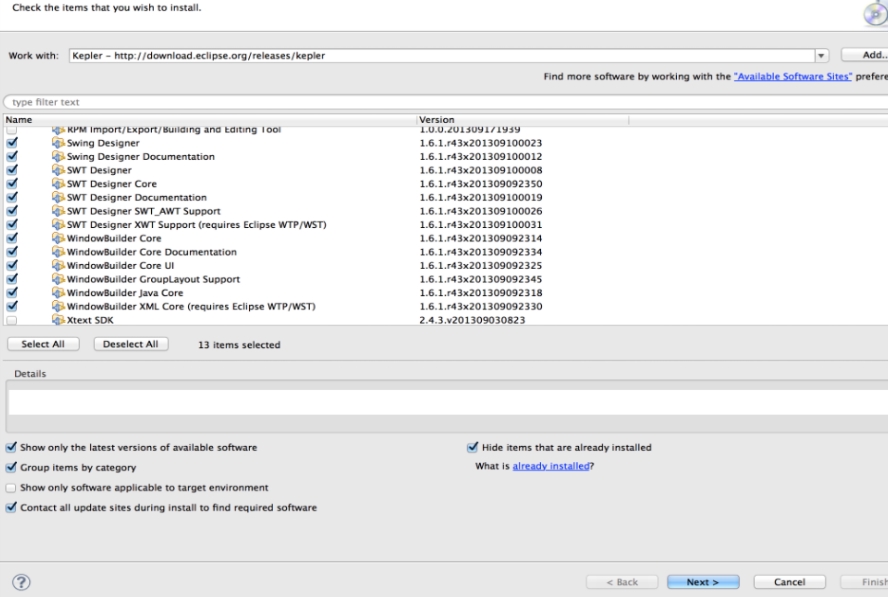 Check the items that you wish to install.
Work with: Kepler - http://download.eclipse.org/releases/kepler Add..
Find more software by working with the "Available Software Sites" prefere
type filter text
Name Version
RPM Import/Export/Building and Editing Tool 1.0.0.201309171939
Swing Designer 1.6.1.r43x201309100023
Swing Designer Documentation 1.6.1.r43x201309100012
SWT Designer 1.6.1.r43x201309100008
SWT Designer Core 1.6.1.r43x201309092350
SWT Designer Documentation 1.6.1.r43x201309100019
SWT Designer SWT_AWT Support 1.6.1.r43x201309100026
SWT Designer XWT Support (requires Eclipse WTP/WST) 1.6.1.r43x201309100031
WindowBuilder Core 1.6.1.r43x201309092314
WindowBuilder Core Documentation 1.6.1.r43x201309092334
WindowBuilder Core UI 1.6.1.r43x201309092325
WindowBuilder GroupLayout Support 1.6.1.r43x201309092345
WindowBuilder Java Core 1.6.1.r43x201309092318
WindowBuilder XML Core (requires Eclipse WTP/WST) 1.6.1.r43x201309092330
Xtext SDK 2.4.3.v201309030823
Select All Deselect All 13 items selected
Details
Show only the latest versions of available software Hide items that are already installed
Group items by category What is already installed?
Show only software applicable to target environment
Contact all update sites during install to find required software
? < Back Next > Cancel Finish